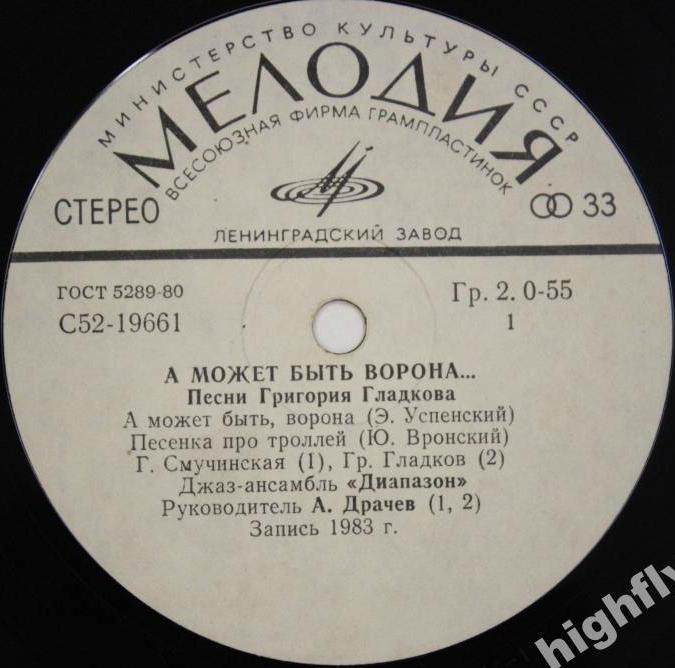 МИНИСТЕРСТВО КУЛЬТУРЫ СССР
МЕЛОДИЯ
ВСЕСОЮЗНАЯ ФИРМА ГРАМПЛАСТИНОК
СТЕРЕО
33
ЛЕНИНГРАДСКИЙ ЗАВОД
ГОСТ 5289-80
Гр. 2. 0-55
С52-19661
1
А МОЖЕТ БЫТЬ ВОРОНА...
Песни Григория Гладкова
А может быть, ворона (Э. Успенский)
Песенка про троллей (Ю. Вронский)
Г. Смучинская (1), Гр. Гладков (2)
Джаз-ансамбль «Диапазон»
Руководитель А. Драчев (1, 2)
Запись 1983 г.
highfly